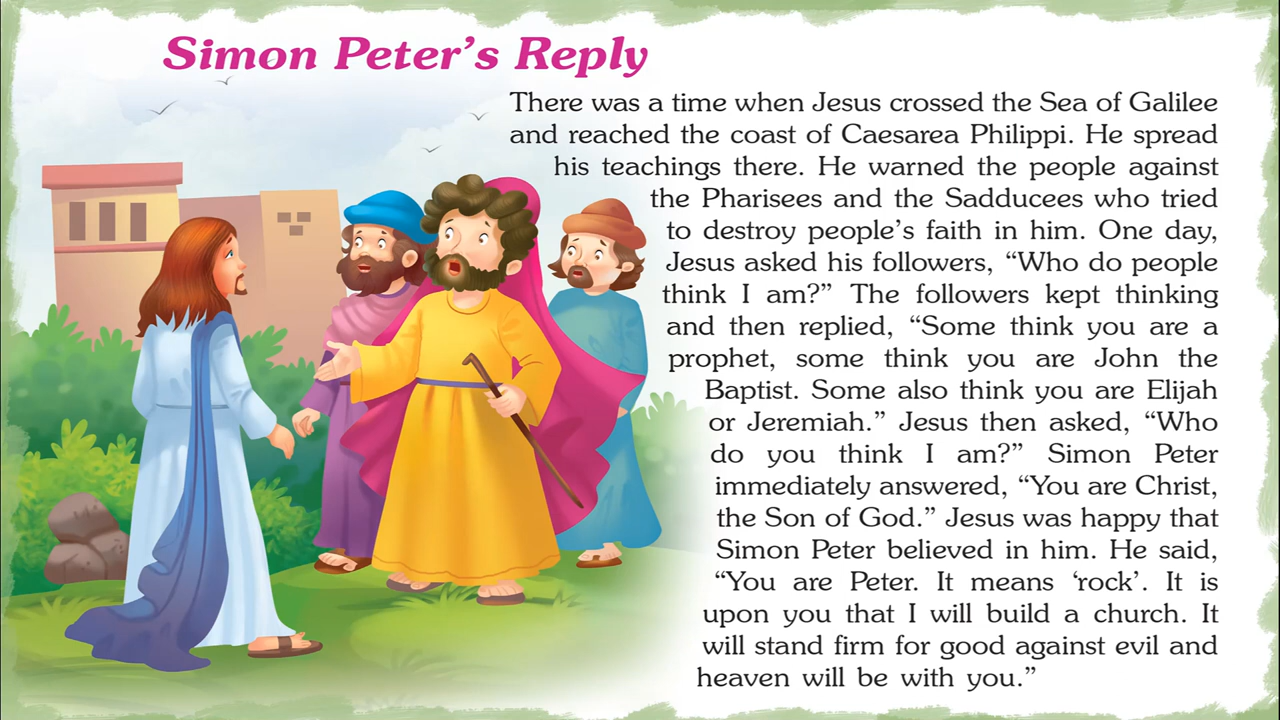 Simon Peter’s Reply
There was a time when Jesus crossed the Sea of Galilee
and reached the coast of Caesarea Philippi. He spread
his teachings there. He warned the people against
the Pharisees and the Sadducees who tried
to destroy people’s faith in him. One day,
Jesus asked his followers, “Who do people
think I am?” The followers kept thinking
and then replied, “Some think you are a
prophet, some think you are John the
Baptist. Some also think you are Elijah
or Jeremiah.” Jesus then asked, “Who
do you think I am?” Simon Peter
immediately answered, “You are Christ,
the Son of God.” Jesus was happy that
Simon Peter believed in him. He said,
“You are Peter. It means ‘rock’. It is
upon you that I will build a church. It
will stand firm for good against evil and
heaven will be with you.”